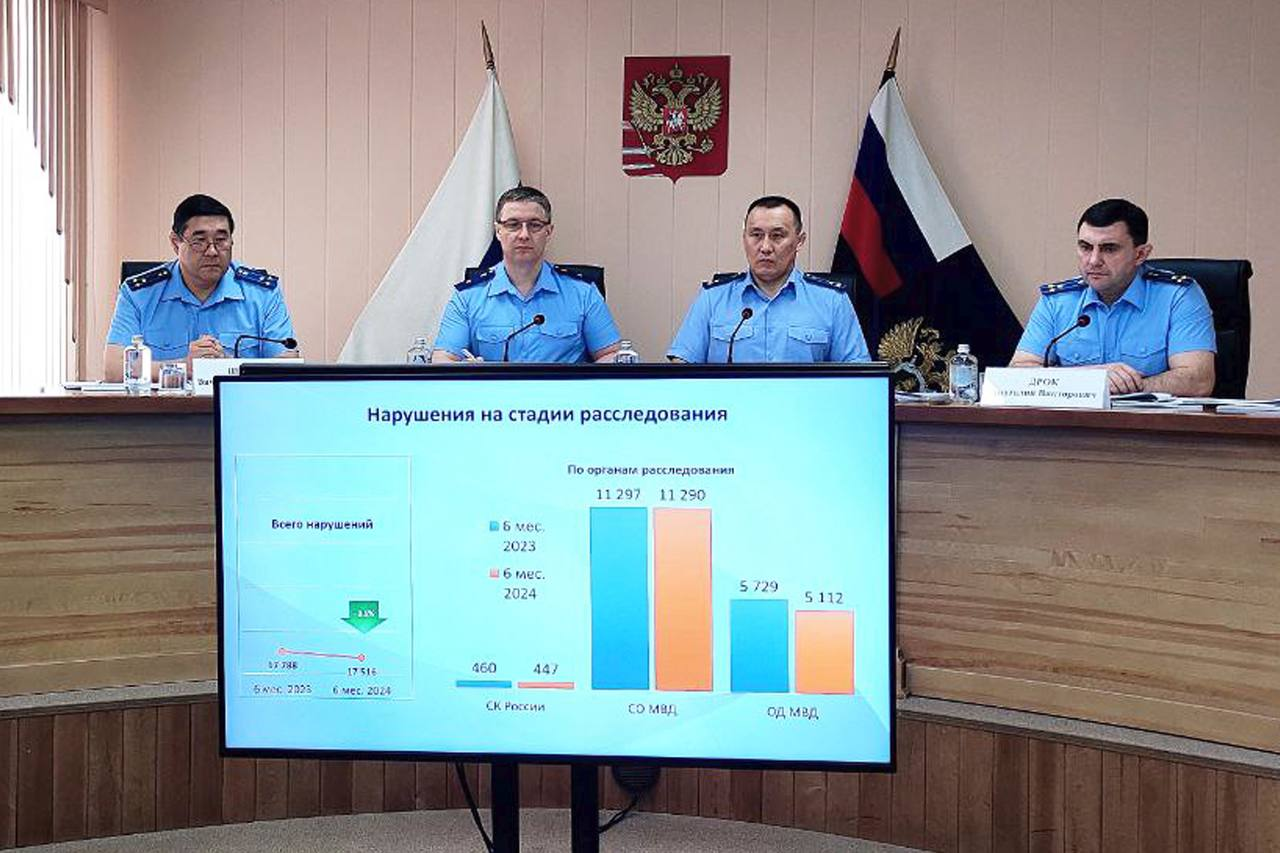 ДРОК
Нарушения на стадии расследования
Всего нарушений
17 788
17 516
6 мес. 2023
6 мес. 2024
По органам расследования
6 мес.
2023
6 мес.
2024
460
447
11 297
11 290
5 729
5 112
СК России
СО МВД
ОД МВД